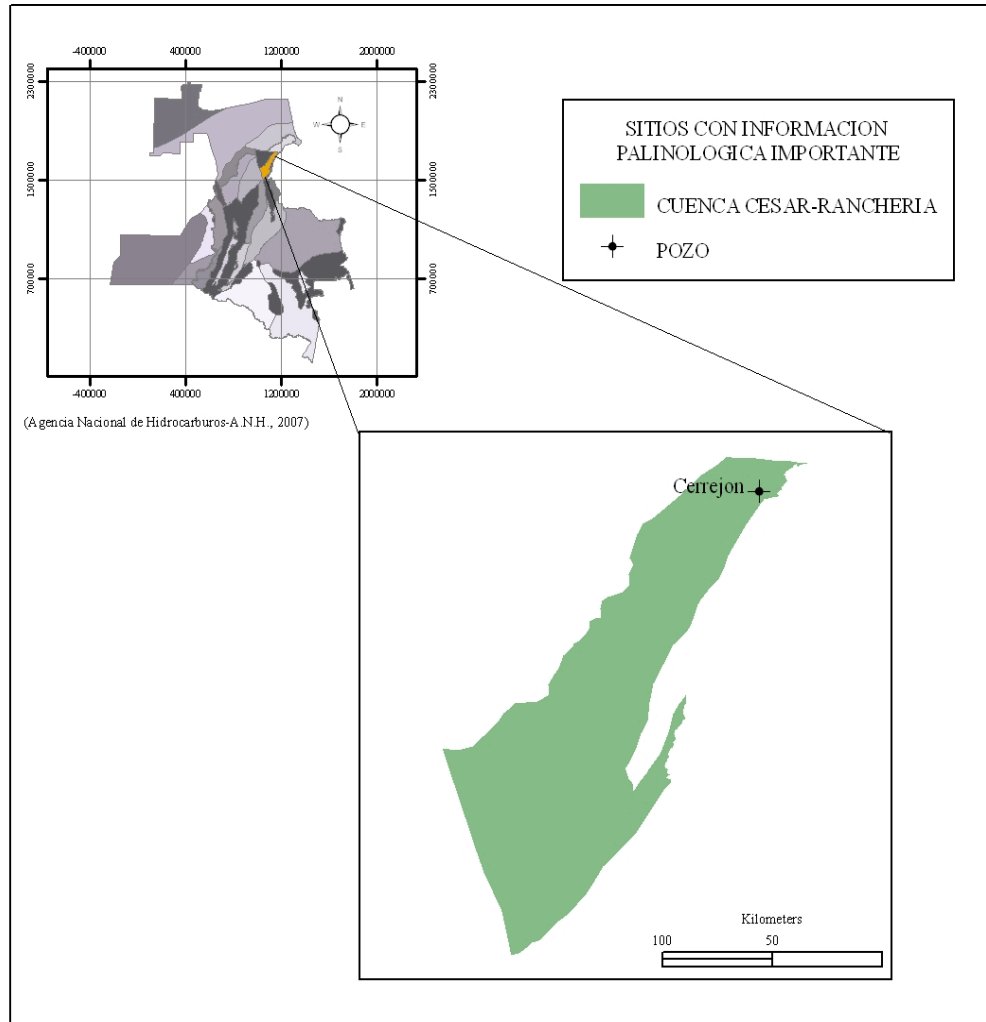 -400000 400000 1200000 2000000
2300000 2300000
N
W E
S
1500000 1500000
700000 700000
-400000 400000 1200000 2000000
(Agencia Nacional de Hidrocarburos-A.N.H., 2007)
SITIOS CON INFORMACION
PALINOLOGICA IMPORTANTE
CUENCA CESAR-RANCHERIA
POZO
Cerrejon
Kilometers
100 50